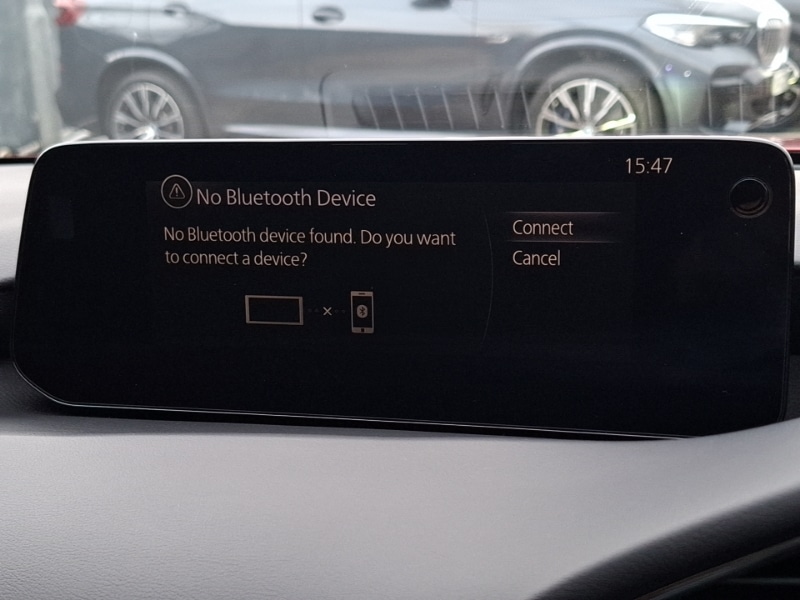 15:47
No Bluetooth Device
No Bluetooth device found. Do you want
to connect a device?
Connect
Cancel